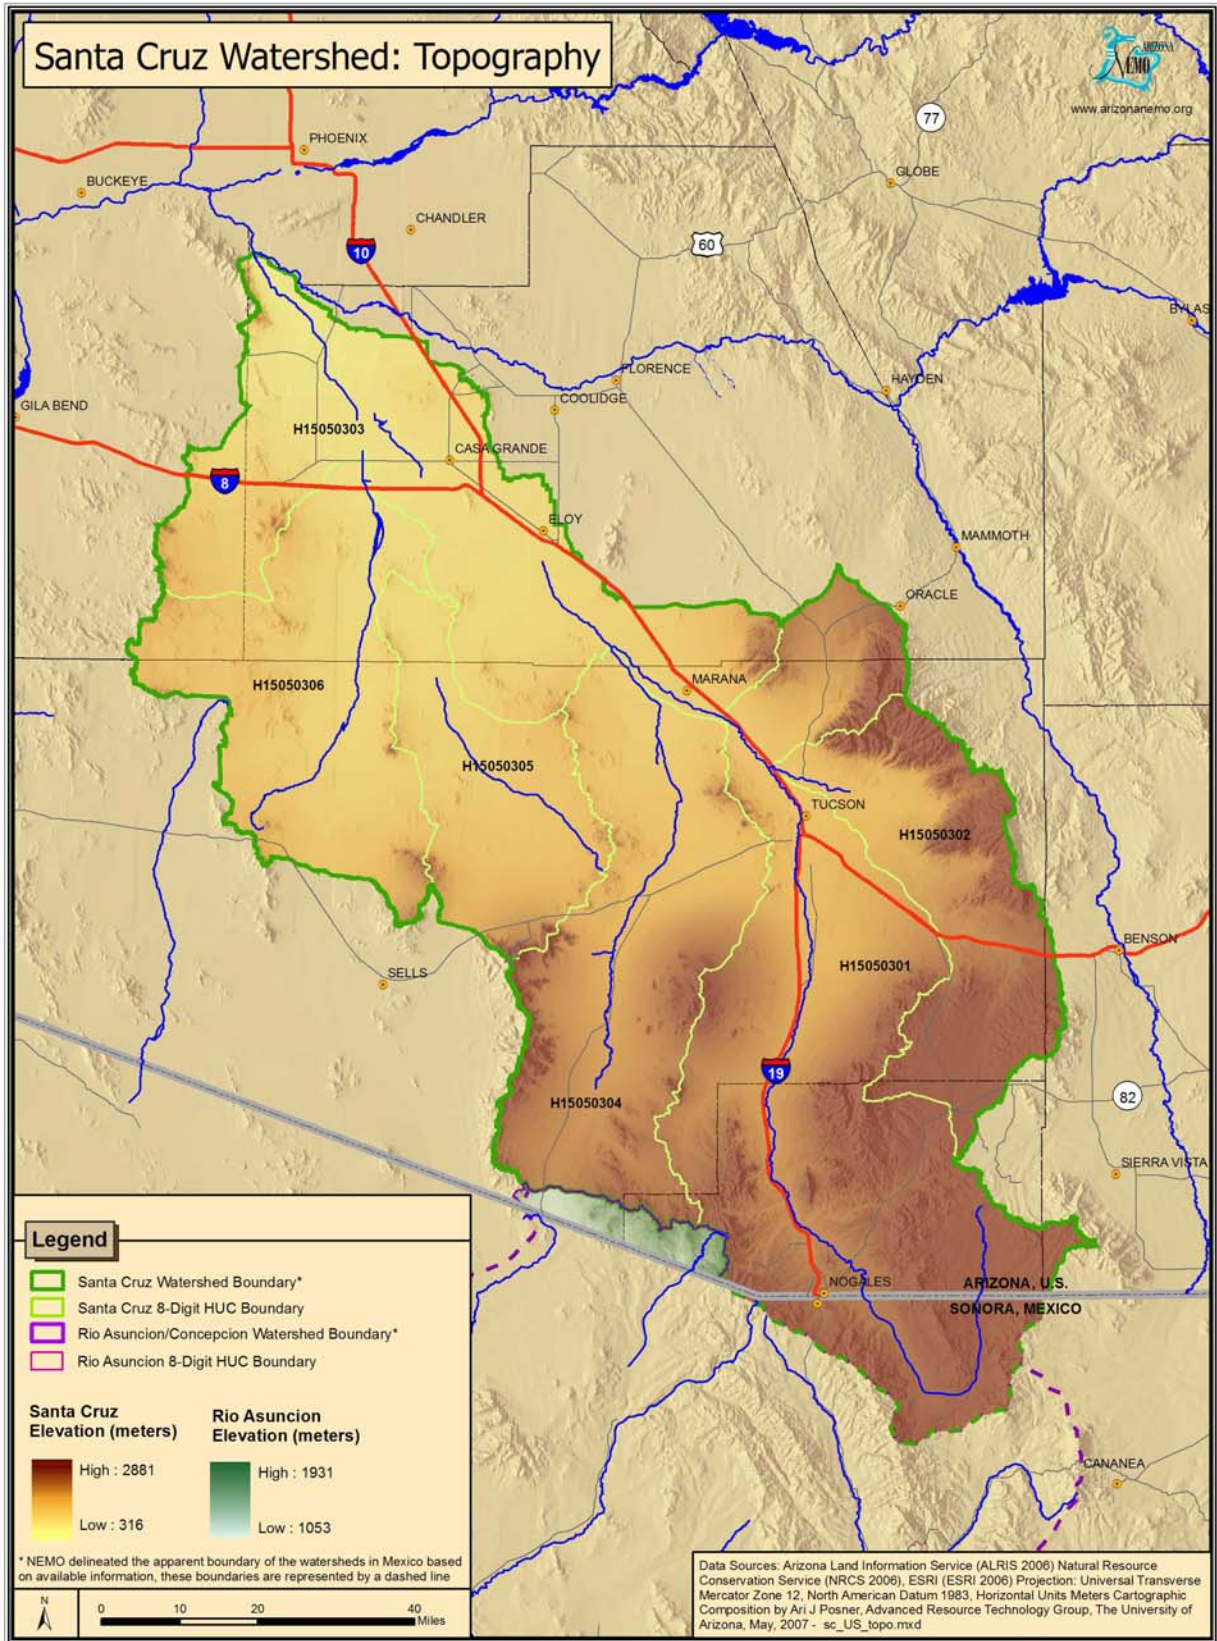 Santa Cruz Watershed: Topography
ARIZONA
NEMO
www.arizonanemo.org
77
PHOENIX
GLOBE
BUCKEYE
CHANDLER
60
10
BYLAS
FLORENCE
HAYDEN
GILA BEND
COOLIDGE
H15050303
CASA GRANDE
8
ELOY
MAMMOTH
ORACLE
MARANA
H15050306
H15050305
TUCSON
H15050302
BENSON
H15050301
SELLS
19
H15050304
82
SIERRA VISTA
NOGALES
ARIZONA, U.S.
SONORA, MEXICO
CANANEA
Legend
Santa Cruz Watershed Boundary*
Santa Cruz 8-Digit HUC Boundary
Rio Asuncion/Concepcion Watershed Boundary*
Rio Asuncion 8-Digit HUC Boundary
Santa Cruz
Elevation (meters)
High : 2881
Low : 316
Rio Asuncion
Elevation (meters)
High : 1931
Low : 1053
* NEMO delineated the apparent boundary of the watersheds in Mexico based
on available information, these boundaries are represented by a dashed line
N
0 10 20 40
Miles
Data Sources: Arizona Land Information Service (ALRIS 2006) Natural Resource
Conservation Service (NRCS 2006), ESRI (ESRI 2006) Projection: Universal Transverse
Mercator Zone 12, North American Datum 1983, Horizontal Units Meters Cartographic
Composition by Ari J Posner, Advanced Resource Technology Group, The University of
Arizona, May, 2007 - sc_US_topo.mxd